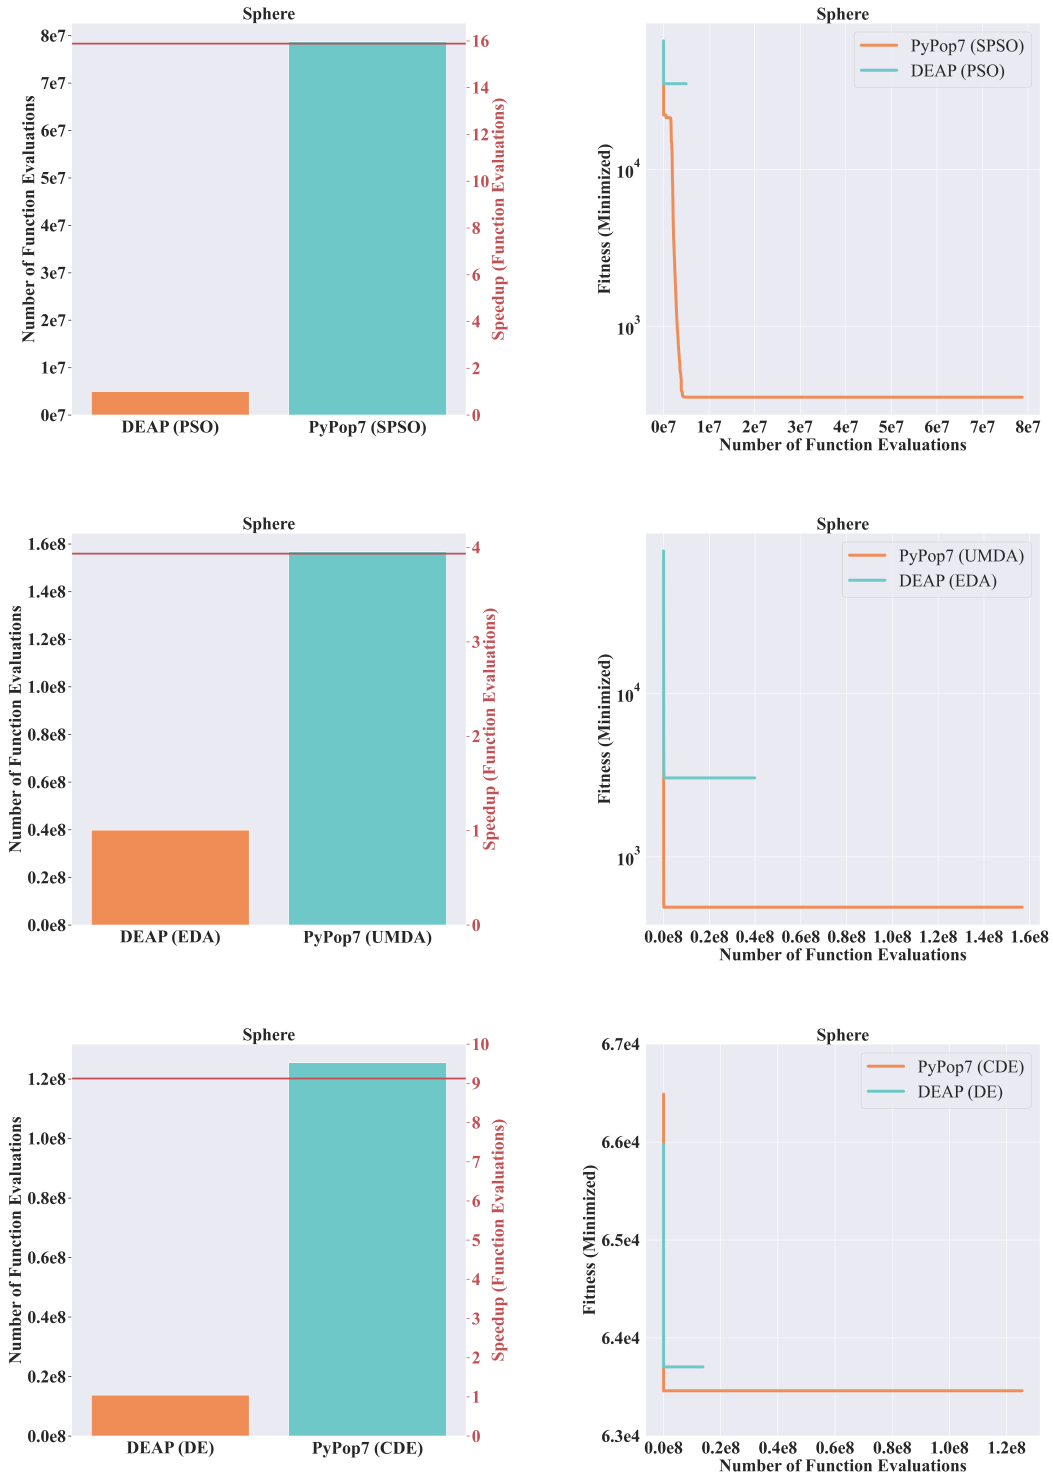 Sphere
8e7
7e7
6e7
5e7
4e7
3e7
2e7
1e7
0e7
Number of Function Evaluations
16
14
12
10
8
6
4
2
0
Speedup (Function Evaluations)
DEAP (PSO)
PyPop7 (SPSO)
Sphere
PyPop7 (SPSO)
DEAP (PSO)
10^4
10^3
Fitness (Minimized)
0e7 1e7 2e7 3e7 4e7 5e7 6e7 7e7 8e7
Number of Function Evaluations
Sphere
1.6e8
1.4e8
1.2e8
1.0e8
0.8e8
0.6e8
0.4e8
0.2e8
0.0e8
Number of Function Evaluations
4
3
2
1
0
Speedup (Function Evaluations)
DEAP (EDA)
PyPop7 (UMDA)
Sphere
PyPop7 (UMDA)
DEAP (EDA)
10^4
10^3
Fitness (Minimized)
0.0e8 0.2e8 0.4e8 0.6e8 0.8e8 1.0e8 1.2e8 1.4e8 1.6e8
Number of Function Evaluations
Sphere
1.2e8
1.0e8
0.8e8
0.6e8
0.4e8
0.2e8
0.0e8
Number of Function Evaluations
10
9
8
7
6
5
4
3
2
1
0
Speedup (Function Evaluations)
DEAP (DE)
PyPop7 (CDE)
Sphere
PyPop7 (CDE)
DEAP (DE)
6.7e4
6.6e4
6.5e4
6.4e4
6.3e4
Fitness (Minimized)
0.0e8 0.2e8 0.4e8 0.6e8 0.8e8 1.0e8 1.2e8
Number of Function Evaluations